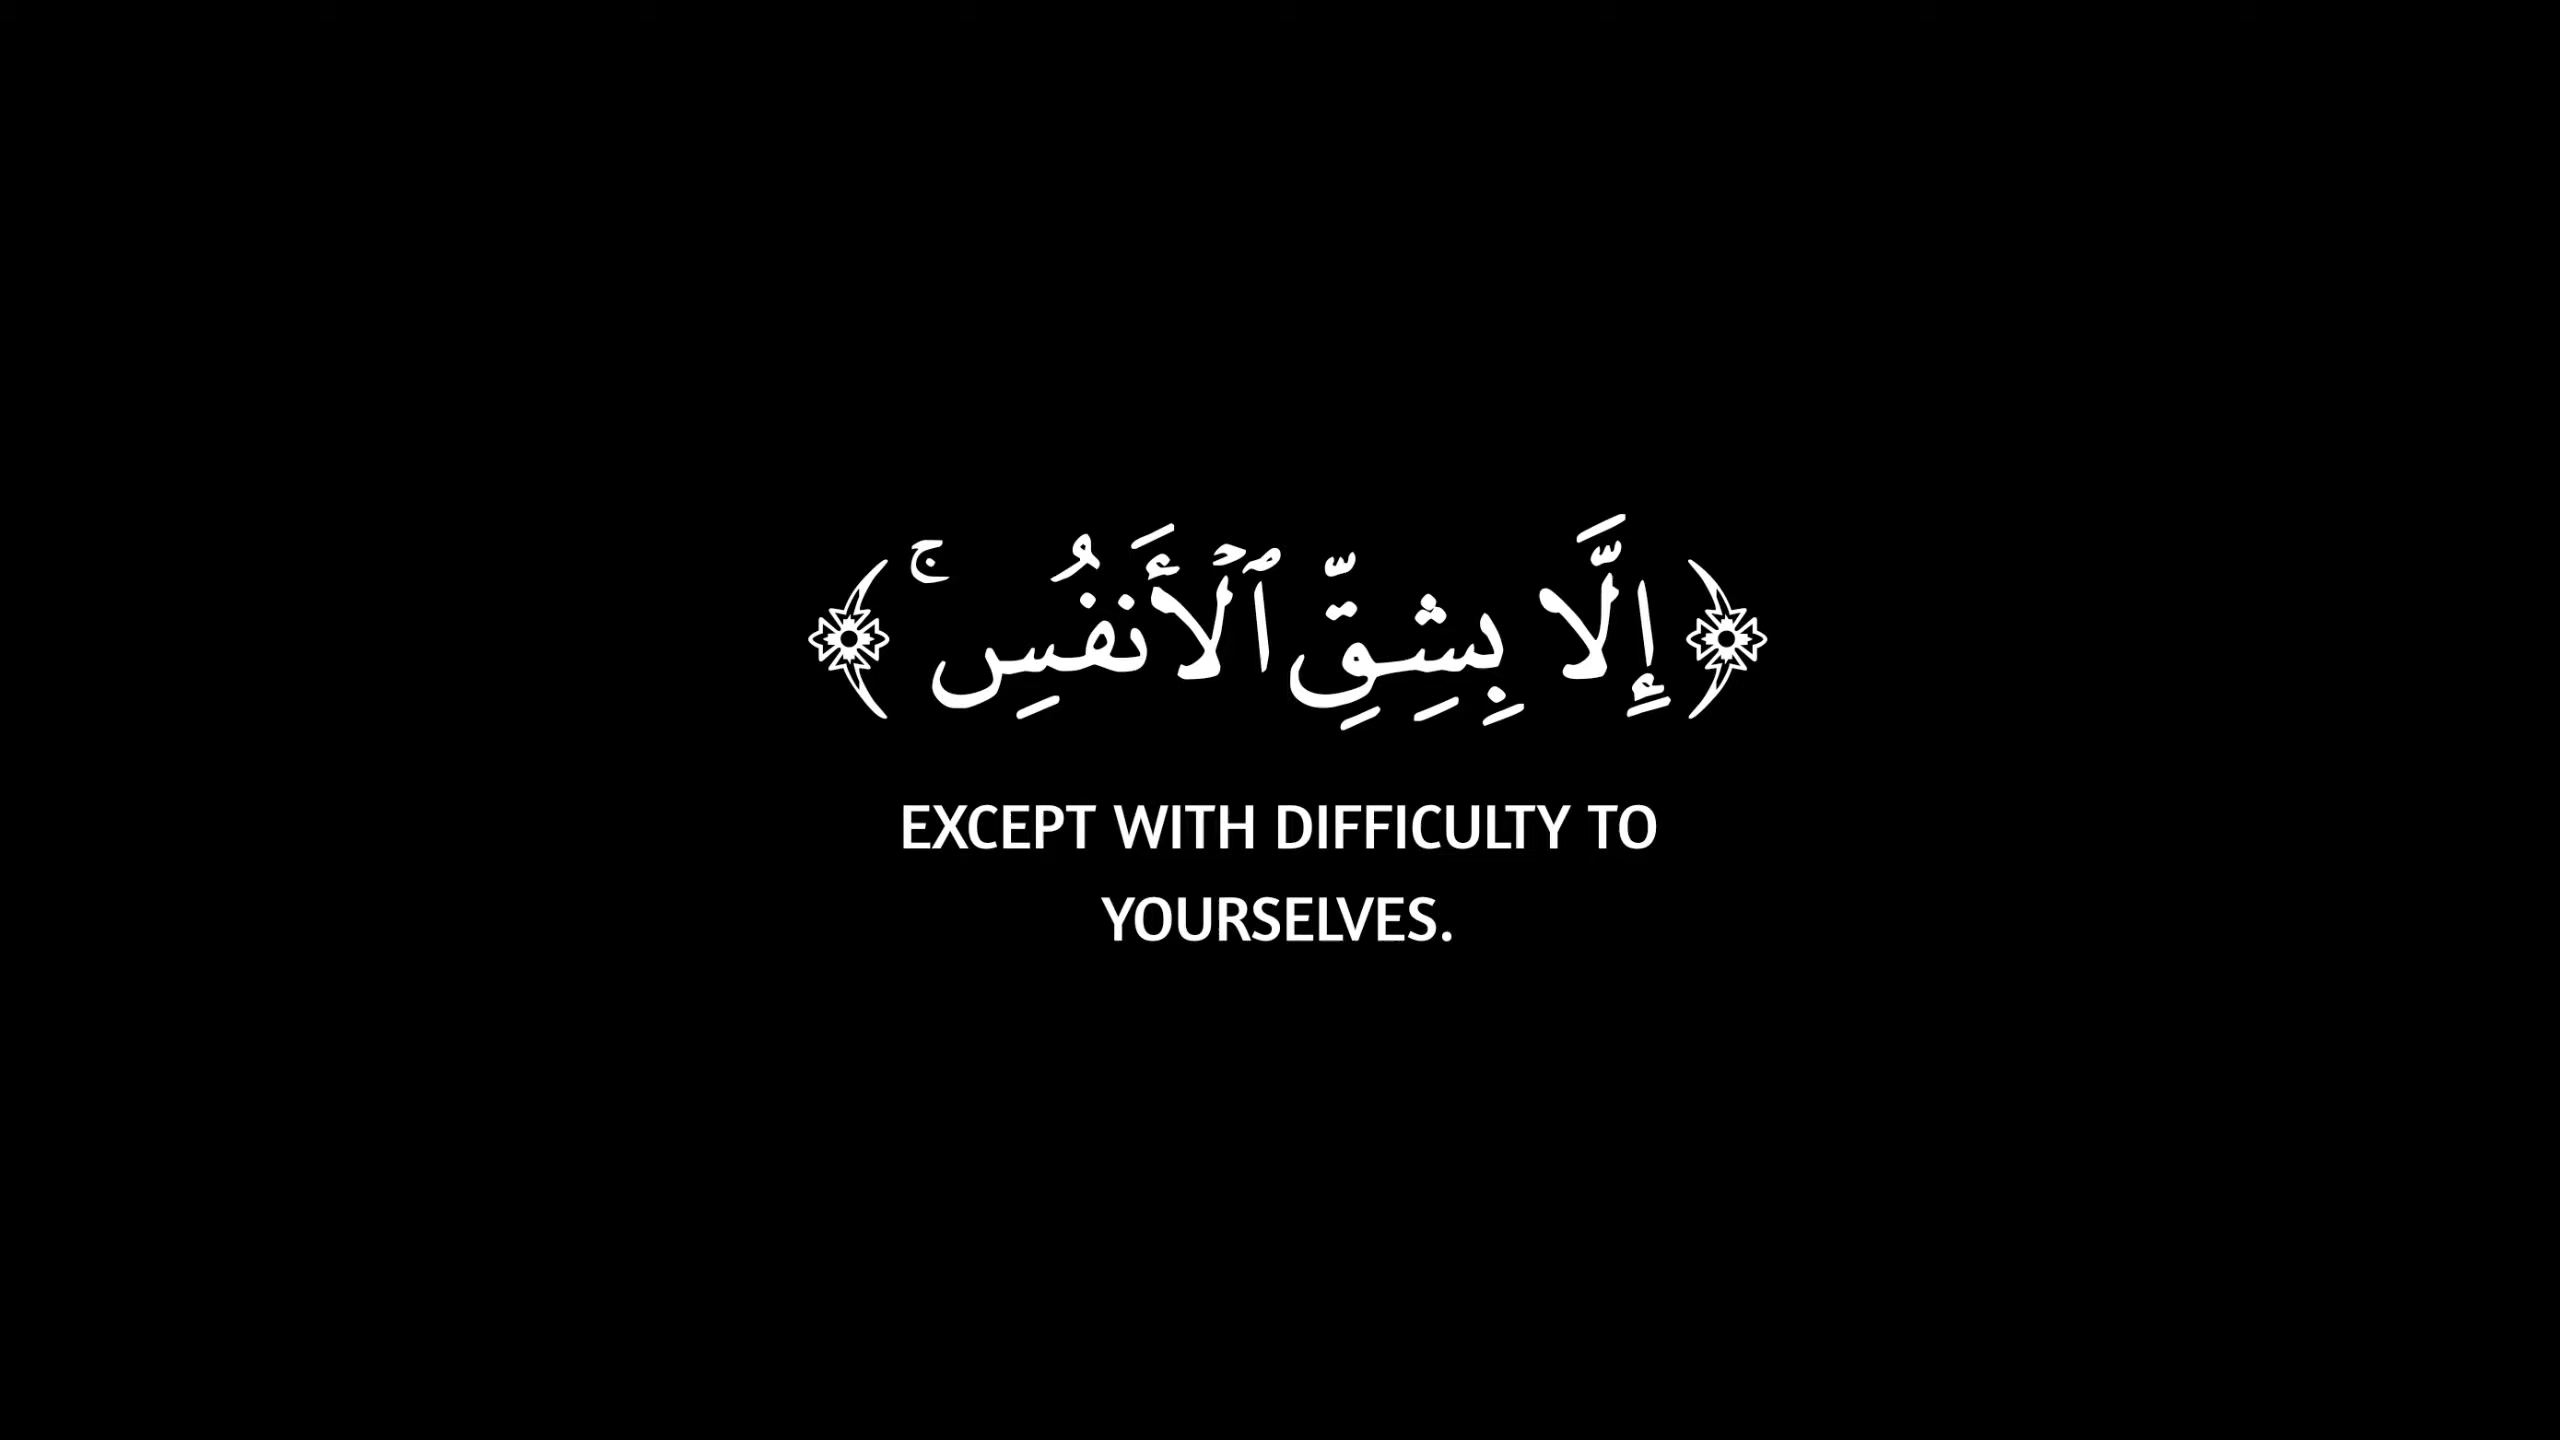 ﴿إِلَّا بِشِقِّ ٱلْأَنفُسِ ۚ﴾
EXCEPT WITH DIFFICULTY TO
YOURSELVES.